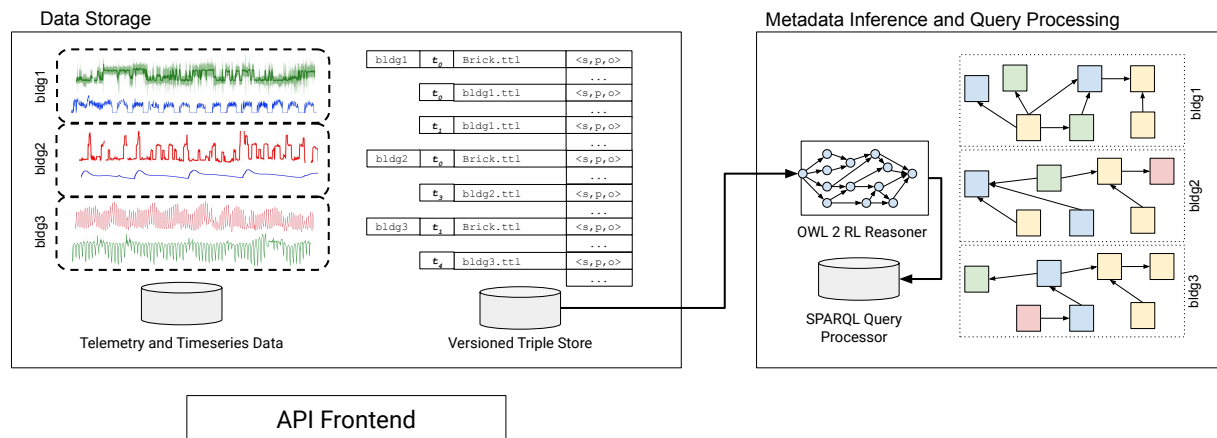 Data Storage
bldg1
bldg2
bldg3
Telemetry and Timeseries Data
bldg1 t0 Brick.ttl <s,p,o>
...
t0 bldg1.ttl <s,p,o>
...
t1 bldg1.ttl <s,p,o>
...
bldg2 t0 Brick.ttl <s,p,o>
...
t3 bldg2.ttl <s,p,o>
...
bldg3 t1 Brick.ttl <s,p,o>
...
t4 bldg3.ttl <s,p,o>
...
Versioned Triple Store
Metadata Inference and Query Processing
OWL 2 RL Reasoner
SPARQL Query
Processor
bldg1
bldg2
bldg3
API Frontend